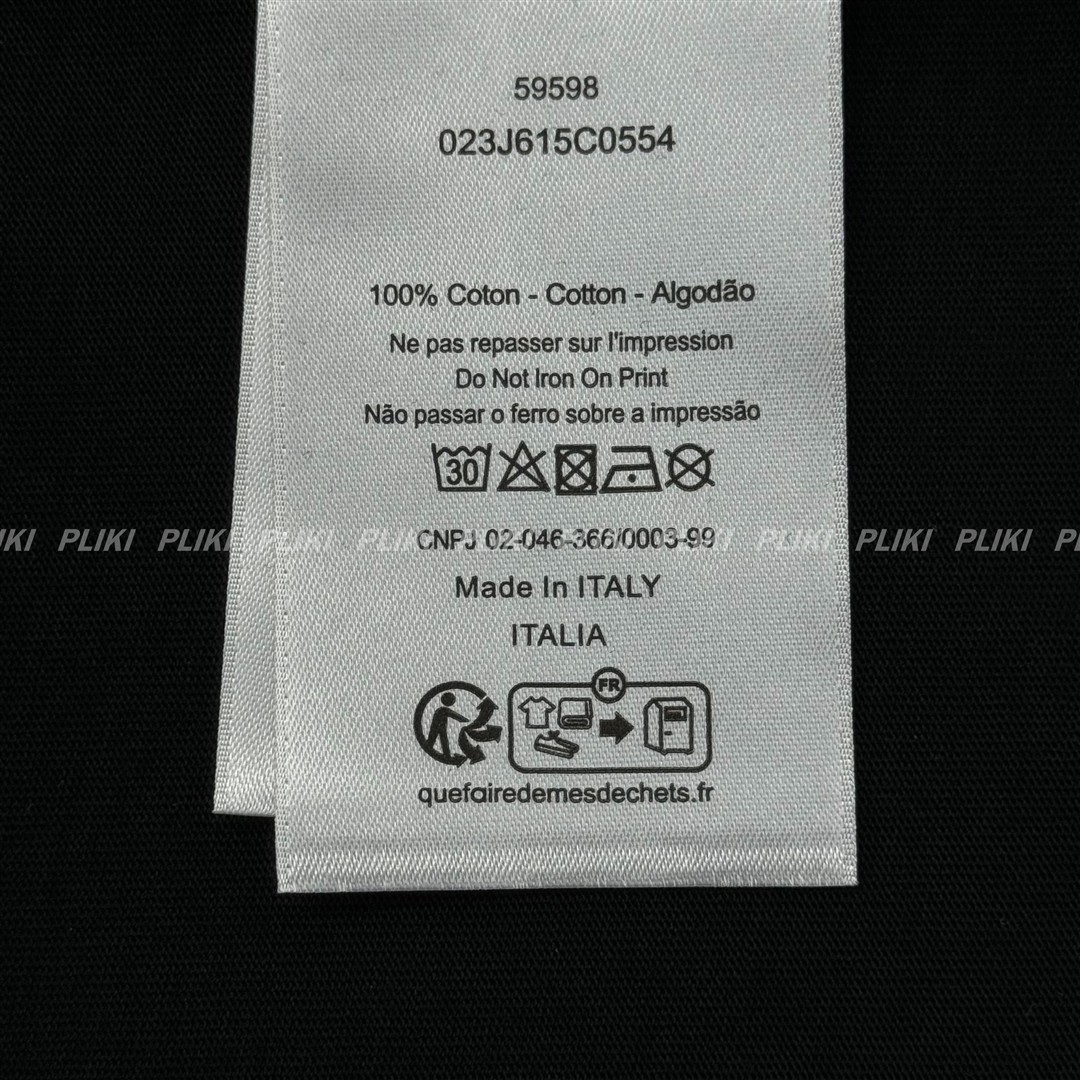 59598
023J615C0554
100% Coton - Cotton - Algodão
Ne pas repasser sur l'impression
Do Not Iron On Print
Não passar o ferro sobre a impressão
30
PLIKI PLIKI PLIKI PLIKI PLIKI PLIKI PLIKI
CNPJ 02-046-366/0003-99
Made In ITALY
ITALIA
FR
quefairedemesdechets.fr